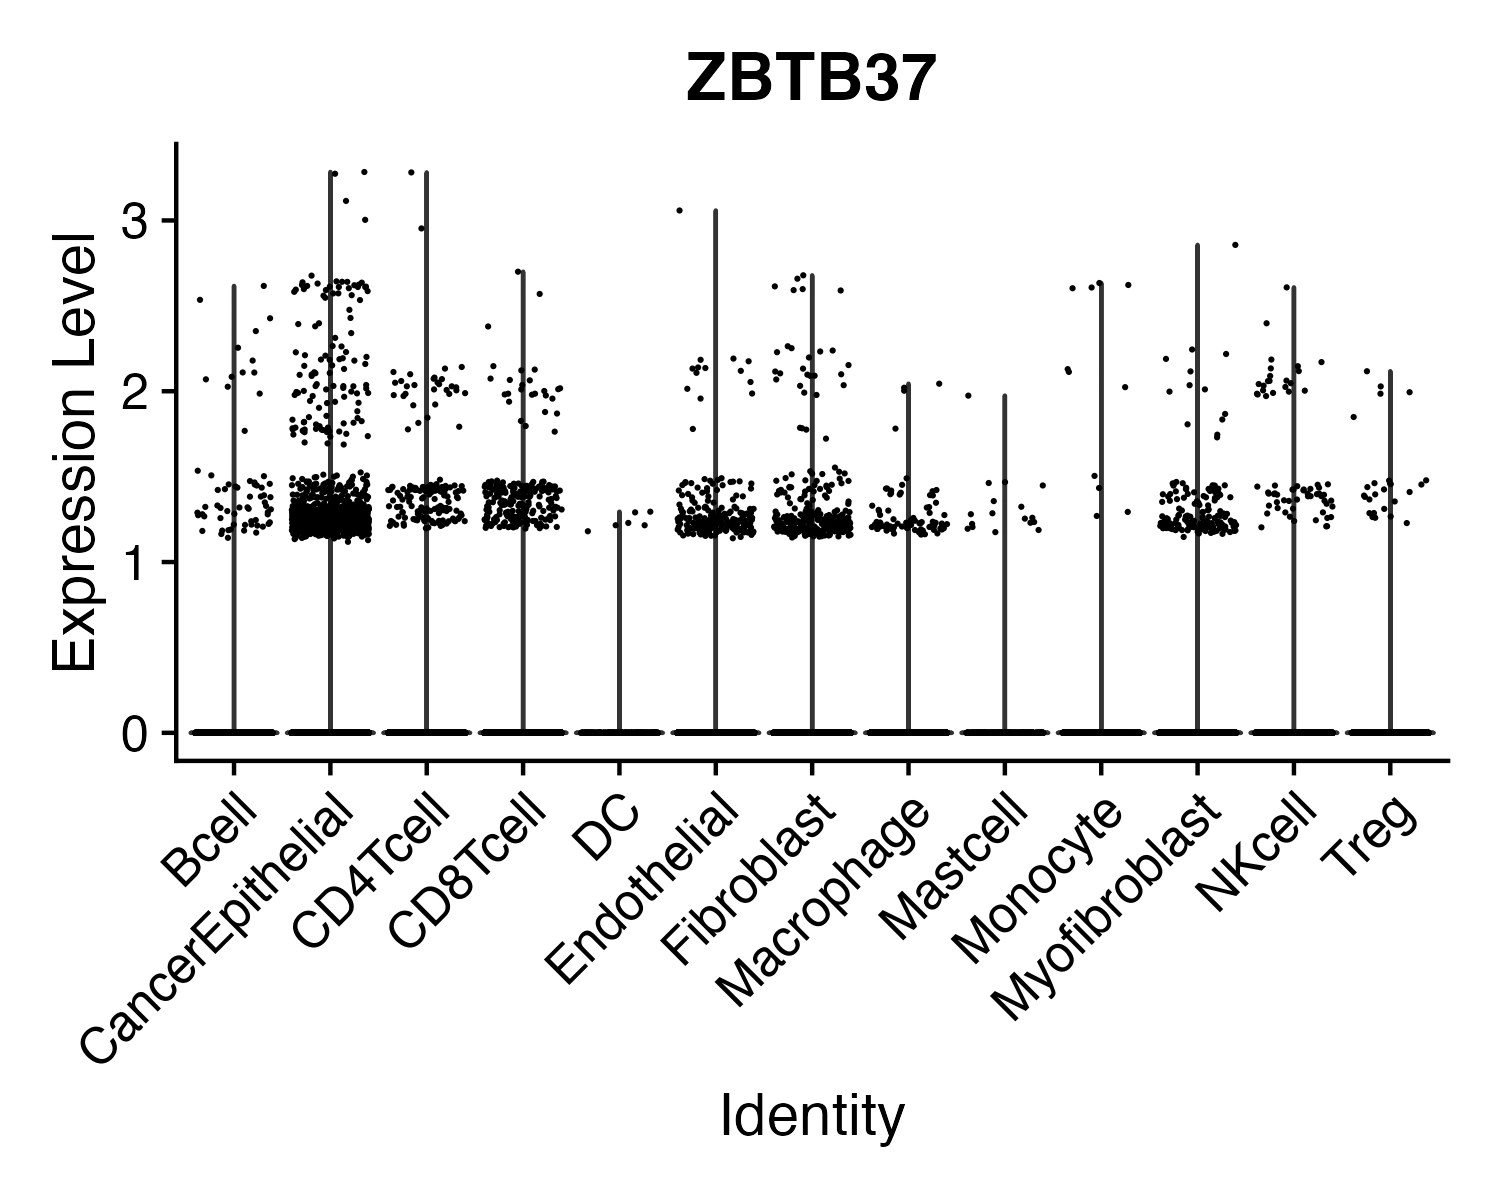 ZBTB37
Expression Level
3
2
1
0
Bcell
CancerEpithelial
CD4Tcell
CD8Tcell
DC
Endothelial
Fibroblast
Macrophage
Mastcell
Monocyte
Myofibroblast
NKcell
Treg
Identity